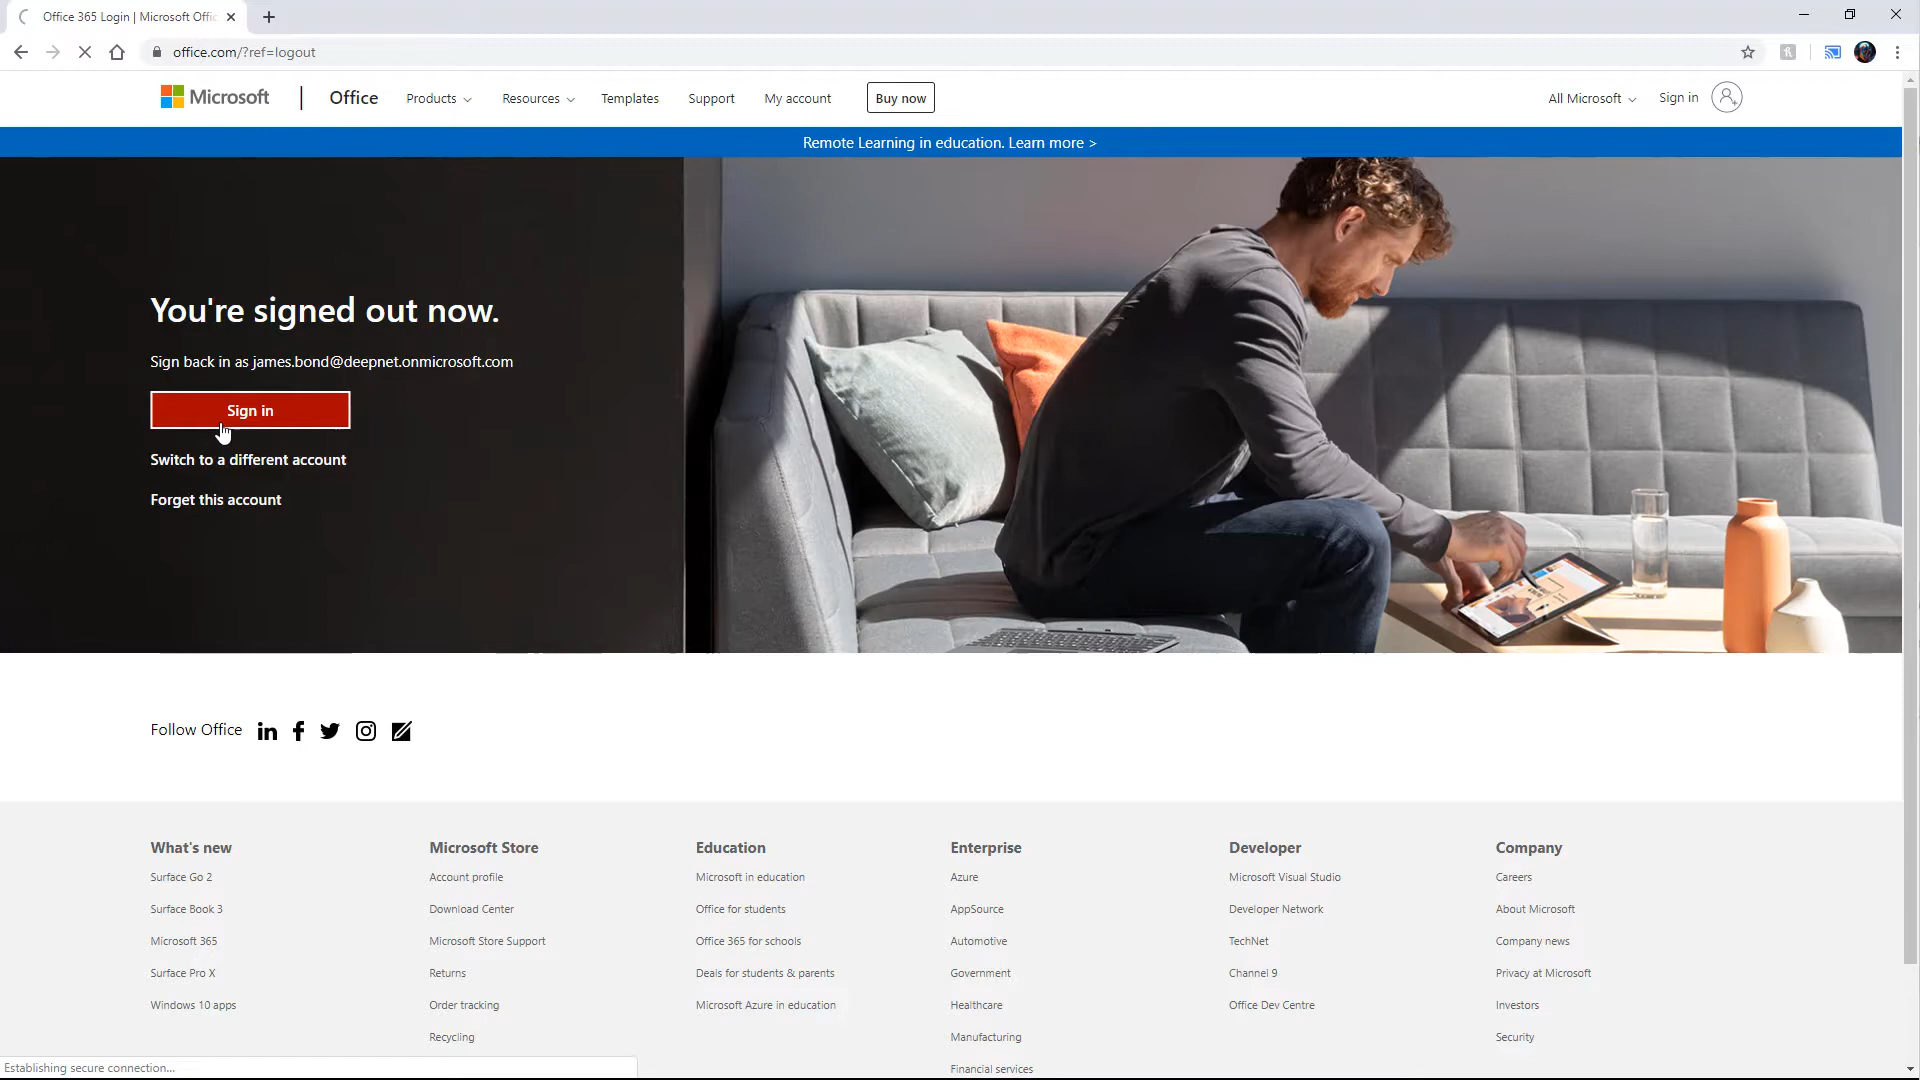 Office 365 Login | Microsoft Offic
office.com/?ref=logout
Microsoft Office Products Resources Templates Support My account Buy now All Microsoft Sign in
Remote Learning in education. Learn more >
You're signed out now.
Sign back in as james.bond@deepnet.onmicrosoft.com
Sign in
Switch to a different account
Forget this account
Follow Office in f
What's new Microsoft Store Education Enterprise Developer Company
Surface Go 2 Account profile Microsoft in education Azure Microsoft Visual Studio Careers
Surface Book 3 Download Center Office for students AppSource Developer Network About Microsoft
Microsoft 365 Microsoft Store Support Office 365 for schools Automotive TechNet Company news
Surface Pro X Returns Deals for students & parents Government Channel 9 Privacy at Microsoft
Windows 10 apps Order tracking Microsoft Azure in education Healthcare Office Dev Centre Investors
Recycling Manufacturing Security
Financial services
Establishing secure connection...